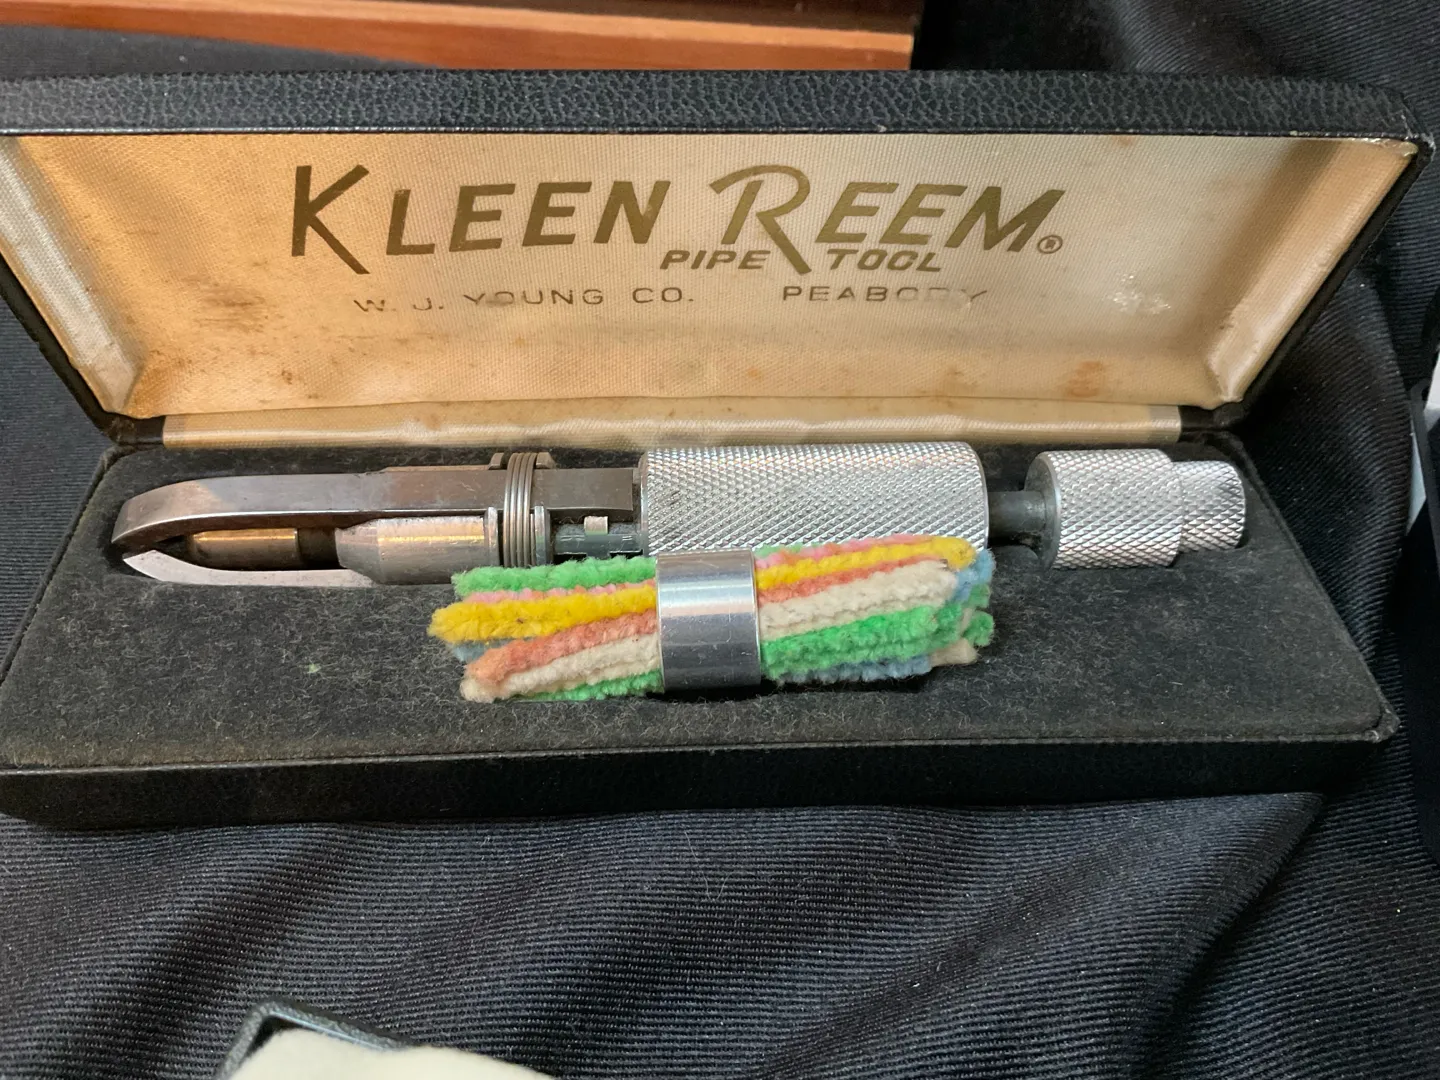 KLEEN REEM®
PIPE TOOL
W. J. YOUNG CO. PEABODY